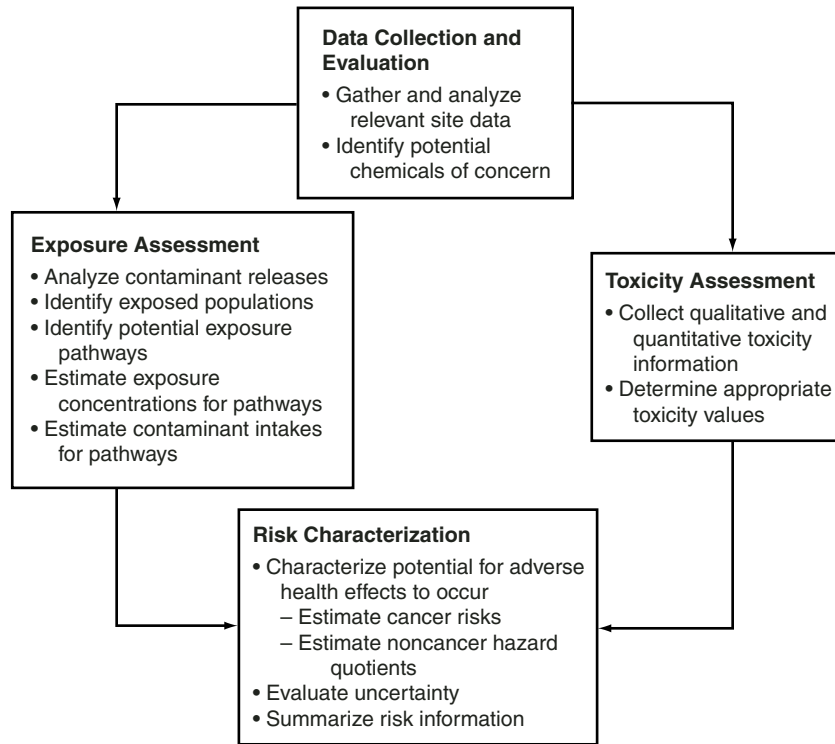 Data Collection and
Evaluation
• Gather and analyze
relevant site data
• Identify potential
chemicals of concern
Exposure Assessment
• Analyze contaminant releases
• Identify exposed populations
• Identify potential exposure
pathways
• Estimate exposure
concentrations for pathways
• Estimate contaminant intakes
for pathways
Toxicity Assessment
• Collect qualitative and
quantitative toxicity
information
• Determine appropriate
toxicity values
Risk Characterization
• Characterize potential for adverse
health effects to occur
– Estimate cancer risks
– Estimate noncancer hazard
quotients
• Evaluate uncertainty
• Summarize risk information